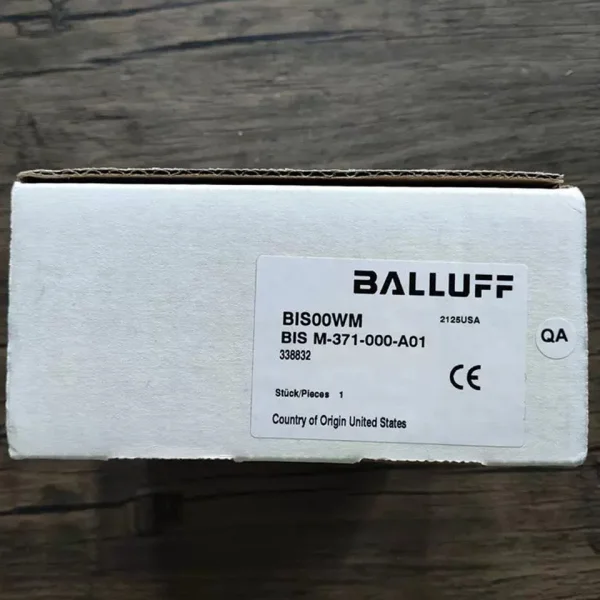 BALLUFF
BIS00WM 2125USA
BIS M-371-000-A01
338832
QA
CE
Stück/Pieces 1
Country of Origin United States